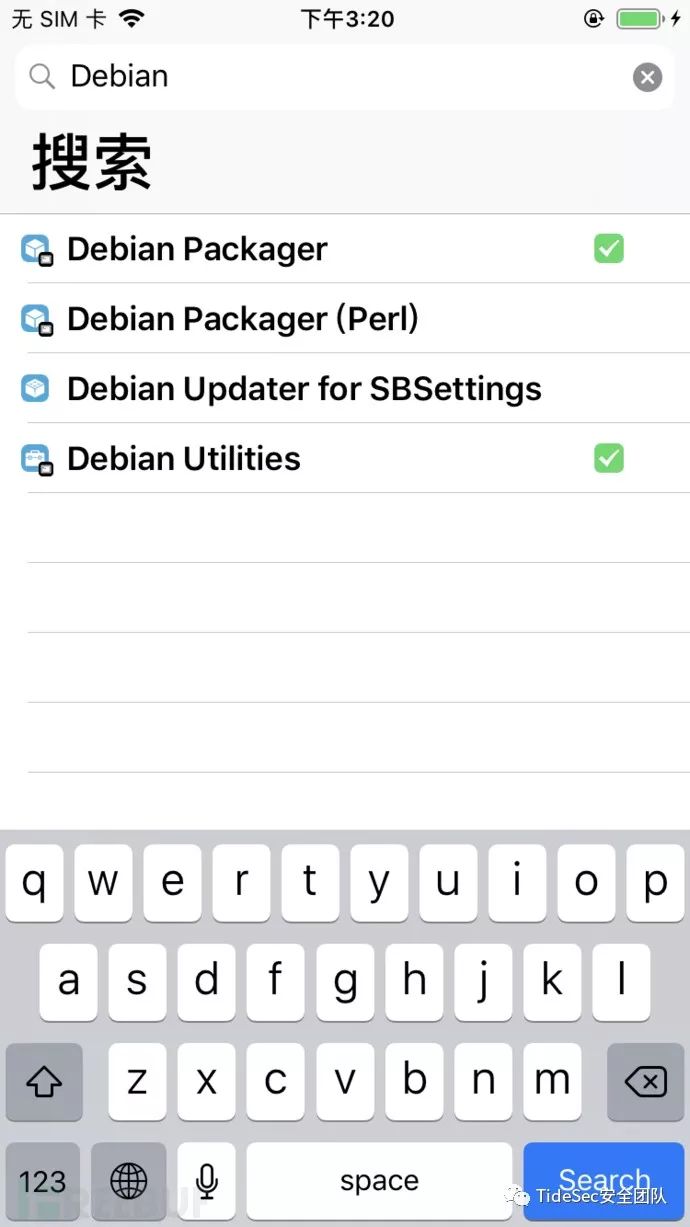 无 SIM 卡 下午3:20
Debian
搜索
Debian Packager
Debian Packager (Perl)
Debian Updater for SBSettings
Debian Utilities
q w e r t y u i o p
a s d f g h j k l
z x c v b n m
123 space Search
TideSec安全团队
REEBUF